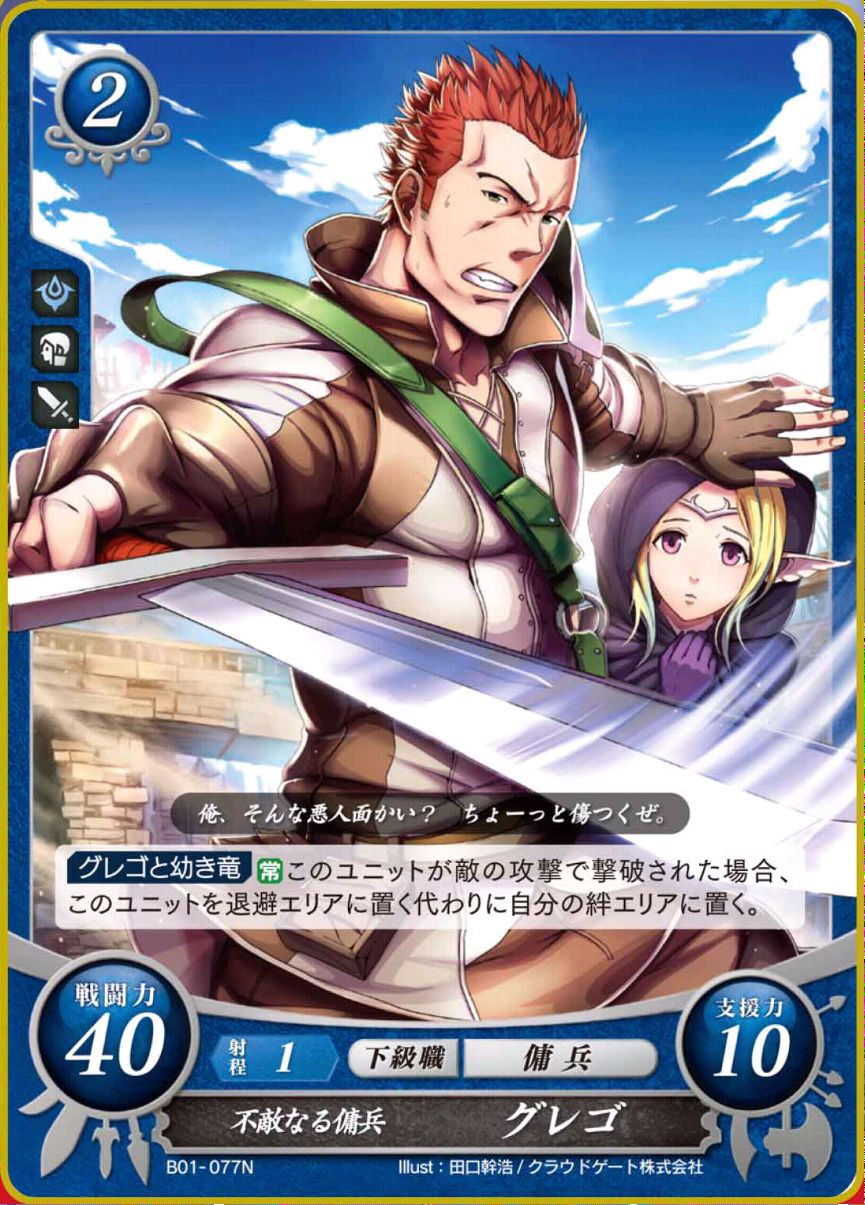 2
俺、そんな悪人面かい？　ちょーっと傷つくぜ。
グレゴと幼き竜 常このユニットが敵の攻撃で撃破された場合、
このユニットを退避エリアに置く代わりに自分の絆エリアに置く。
戦闘力
40
射程 1
下級職 傭兵
支援力
10
不敵なる傭兵 グレゴ
B01-077N Illust：田口幹浩 / クラウドゲート株式会社